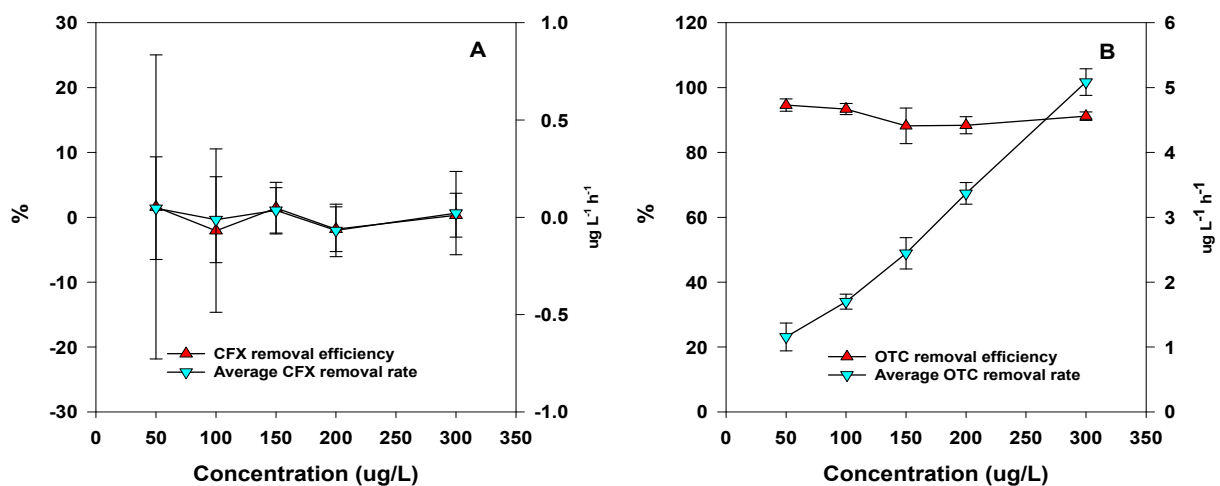 30
20
10
0
-10
-20
-30
%
A
1.0
0.5
0.0
-0.5
-1.0
ug L-1 h-1
CFX removal efficiency
Average CFX removal rate
0 50 100 150 200 250 300 350
Concentration (ug/L)
120
100
80
60
40
20
0
%
B
6
5
4
3
2
1
0
ug L-1 h-1
OTC removal efficiency
Average OTC removal rate
0 50 100 150 200 250 300 350
Concentration (ug/L)